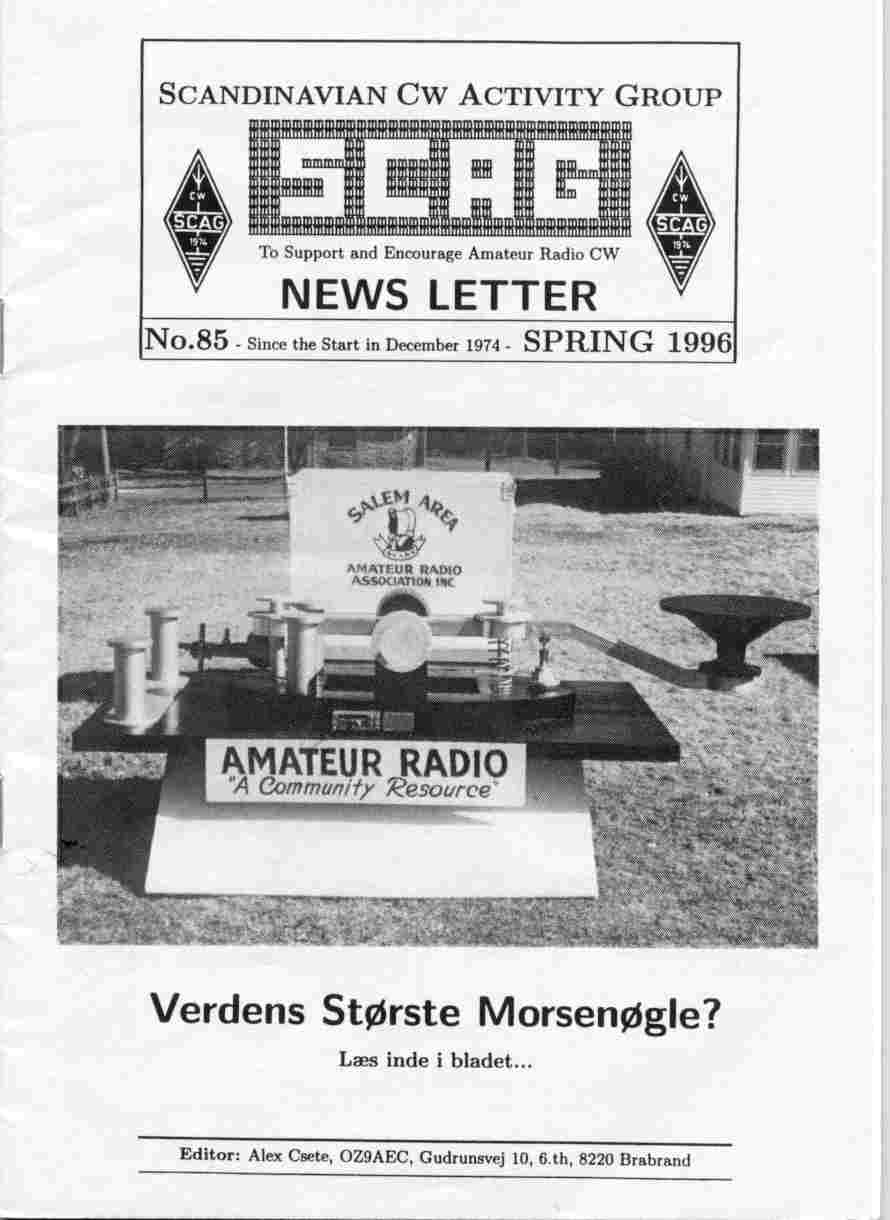 SCANDINAVIAN CW ACTIVITY GROUP
SCAG
CW
SCAG
1974
CW
SCAG
1974
To Support and Encourage Amateur Radio CW
NEWS LETTER
No.85 - Since the Start in December 1974 - SPRING 1996
SALEM AREA
AMATEUR RADIO
ASSOCIATION INC
AMATEUR RADIO
"A Community Resource"
Verdens Største Morsenøgle?
Læs inde i bladet...
Editor: Alex Csete, OZ9AEC, Gudrunsvej 10, 6.th, 8220 Brabrand